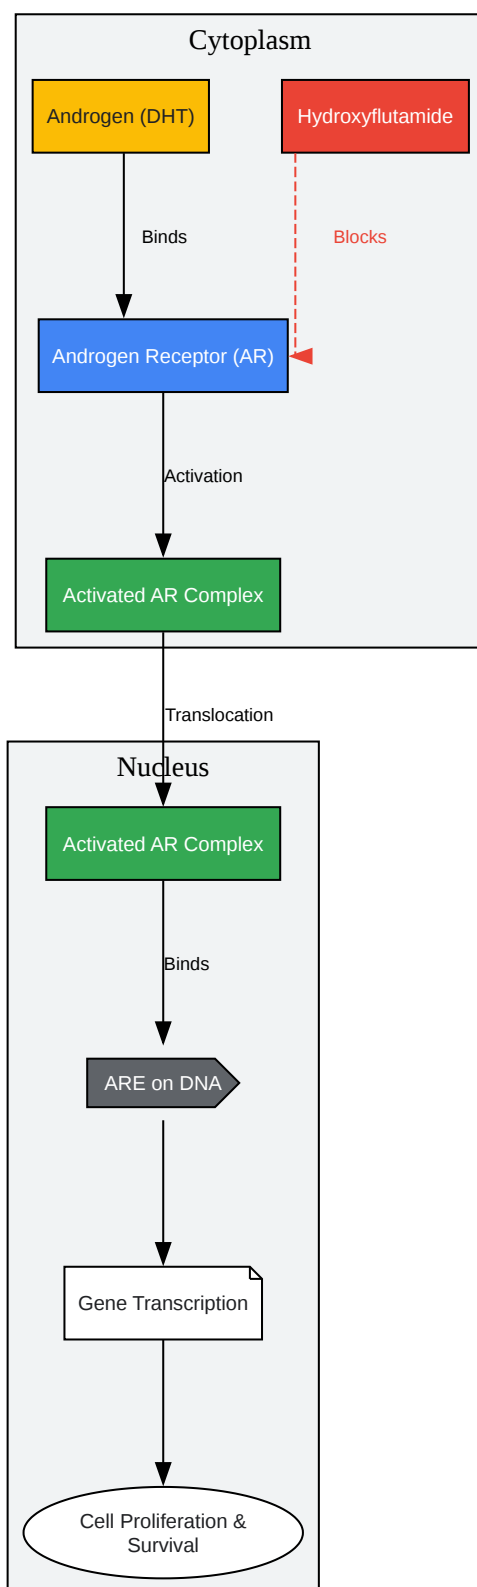 Cytoplasm
Androgen (DHT)
Hydroxyflutamide
Binds
Blocks
Androgen Receptor (AR)
Activation
Activated AR Complex
Translocation
Nucleus
Activated AR Complex
Binds
ARE on DNA
Gene Transcription
Cell Proliferation &
Survival